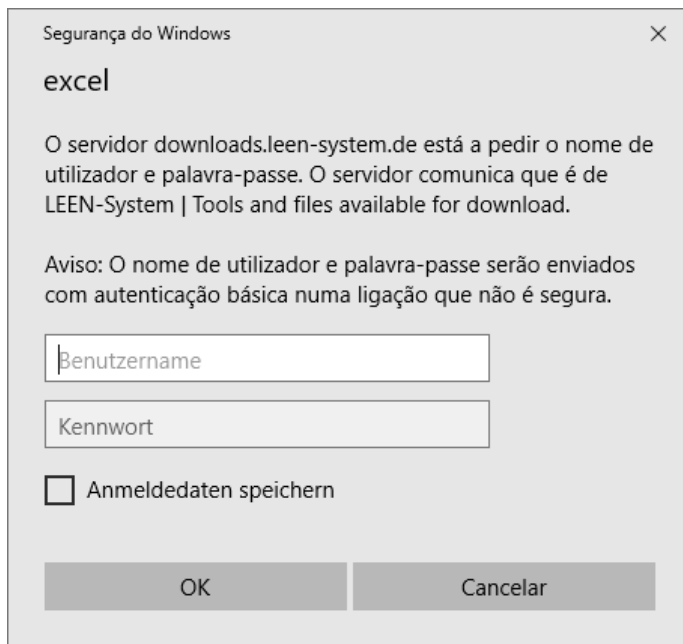 Segurança do Windows
excel
O servidor downloads.leen-system.de está a pedir o nome de
utilizador e palavra-passe. O servidor comunica que é de
LEEN-System | Tools and files available for download.
Aviso: O nome de utilizador e palavra-passe serão enviados
com autenticação básica numa ligação que não é segura.
Benutzername
Kennwort
Anmeldedaten speichern
OK
Cancelar